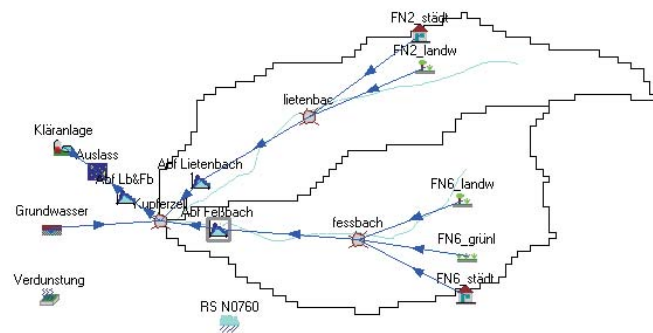 FN2_städt
FN2_landw
lietenbac
Kläranlage
Auslass
Abf Lietenbach
Abf Lb&Fb
Kupferzell
Abf Feßbach
FN6_landw
Grundwasser
fessbach
FN6_grünl
FN6_städt
Verdunstung
RS N0760